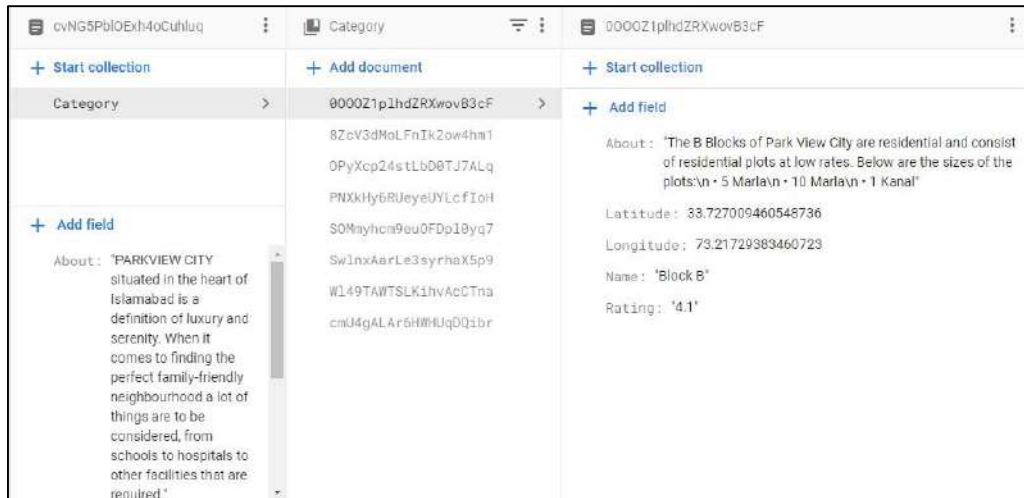 cvNG5PblOExh4oCuhluq
Start collection
Category
Add field
About: "PARKVIEW CITY
situated in the heart of
Islamabad is a
definition of luxury and
serenity. When it
comes to finding the
perfect family-friendly
neighbourhood a lot of
things are to be
considered, from
schools to hospitals to
other facilities that are
required."
Category
Add document
0OOOZ1plhdZRXwovB3cF
8ZcV3dMoLFnIk2ow4hm1
OPyXcp24stLbD0TJ7ALq
PNXkHy6RUeyeUYLcfIoH
SOMmyhcm9euOFDpl0yq7
SwlnxAarLe3syrhaX5p9
Wl49TAWTSLKihvAcCTna
cmU4gALAr6HWHUqDQibr
0OOOZ1plhdZRXwovB3cF
Start collection
Add field
About: "The B Blocks of Park View City are residential and consist
of residential plots at low rates. Below are the sizes of the
plots:\n • 5 Marla\n • 10 Marla\n • 1 Kanal"
Latitude: 33.727009460548736
Longitude: 73.21729383460723
Name: "Block B"
Rating: "4.1"